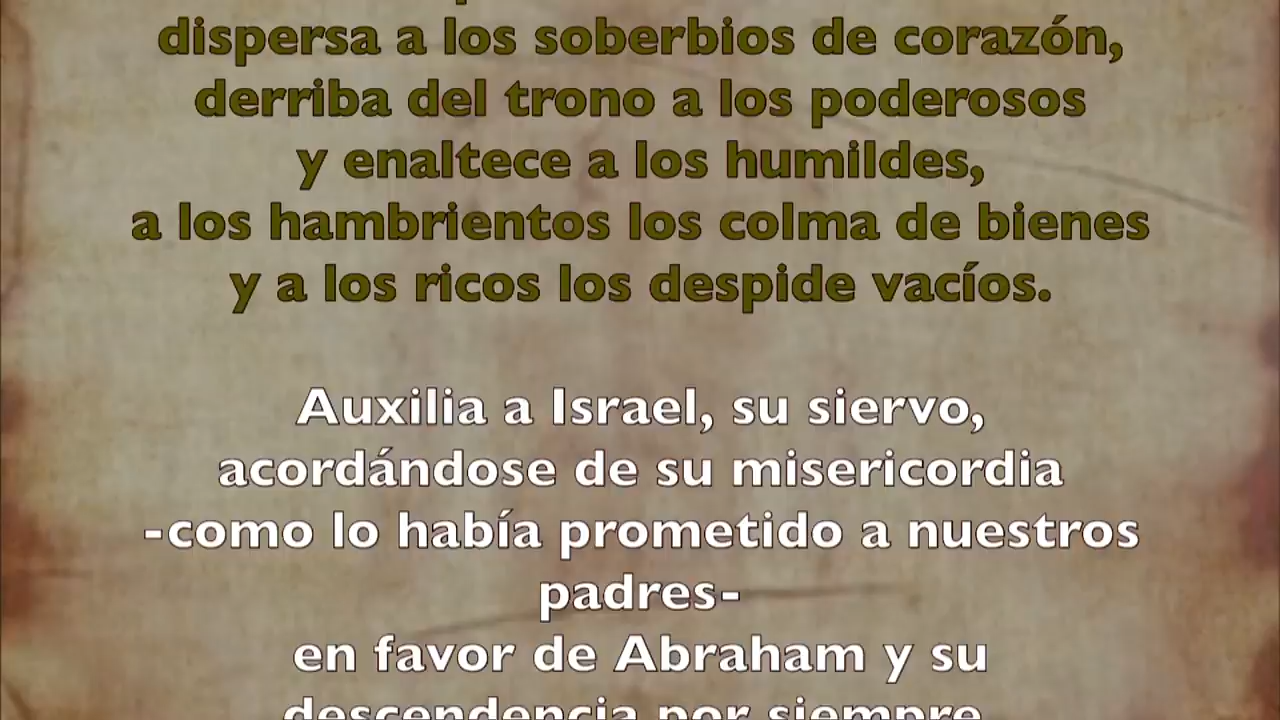 dispersa a los soberbios de corazón,
derriba del trono a los poderosos
y enaltece a los humildes,
a los hambrientos los colma de bienes
y a los ricos los despide vacíos.
Auxilia a Israel, su siervo,
acordándose de su misericordia
-como lo había prometido a nuestros
padres-
en favor de Abraham y su
descendencia por siempre